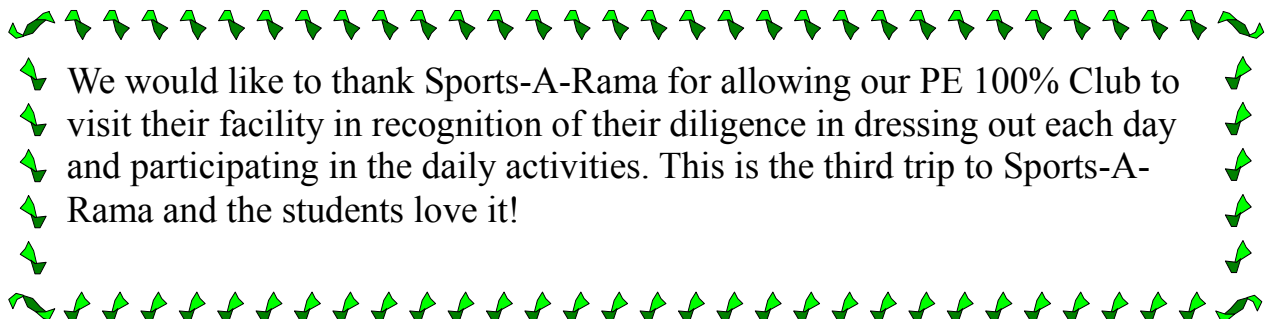 We would like to thank Sports-A-Rama for allowing our PE 100% Club to
visit their facility in recognition of their diligence in dressing out each day
and participating in the daily activities. This is the third trip to Sports-A-
Rama and the students love it!